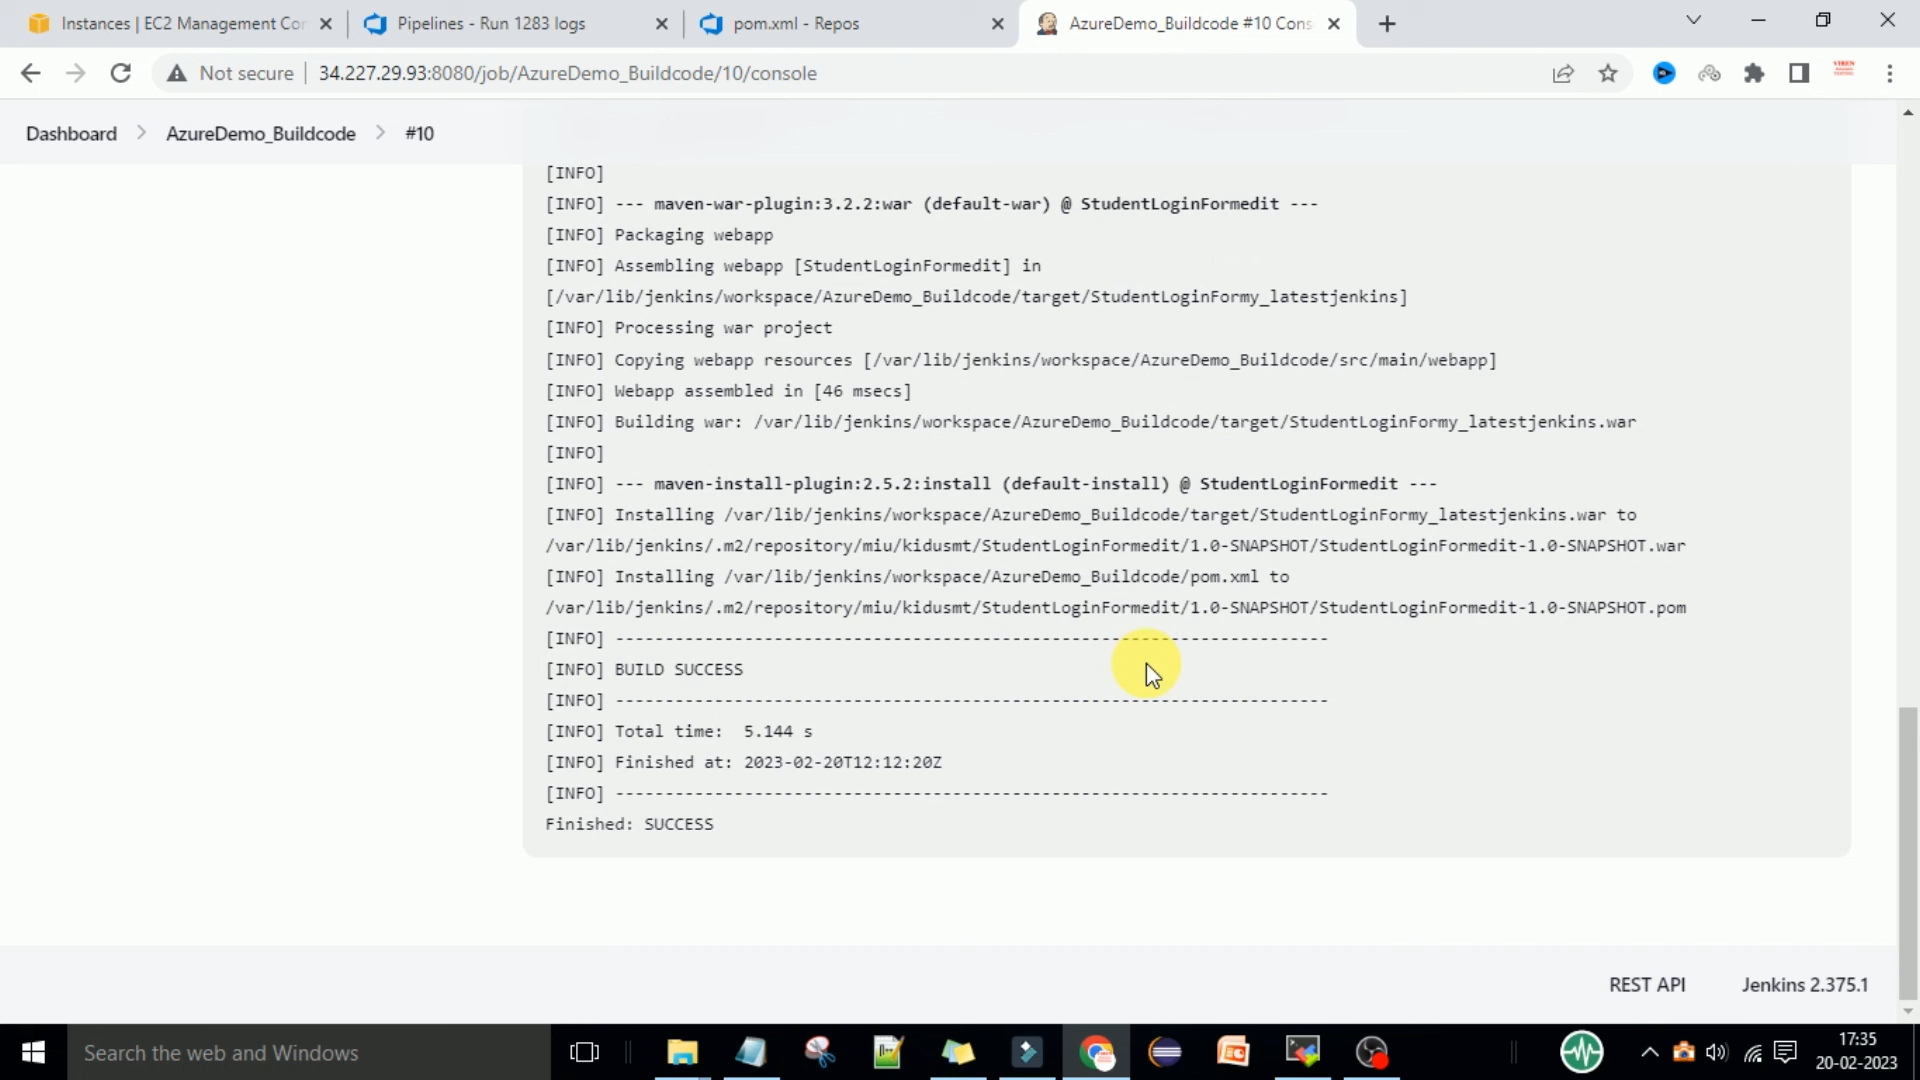 Instances | EC2 Management Con
Pipelines - Run 1283 logs
pom.xml - Repos
AzureDemo_Buildcode #10 Conso
Not secure
34.227.29.93:8080/job/AzureDemo_Buildcode/10/console
Dashboard
AzureDemo_Buildcode
#10
[INFO]
[INFO] --- maven-war-plugin:3.2.2:war (default-war) @ StudentLoginFormedit ---
[INFO] Packaging webapp
[INFO] Assembling webapp [StudentLoginFormedit] in
[/var/lib/jenkins/workspace/AzureDemo_Buildcode/target/StudentLoginFormy_latestjenkins]
[INFO] Processing war project
[INFO] Copying webapp resources [/var/lib/jenkins/workspace/AzureDemo_Buildcode/src/main/webapp]
[INFO] Webapp assembled in [46 msecs]
[INFO] Building war: /var/lib/jenkins/workspace/AzureDemo_Buildcode/target/StudentLoginFormy_latestjenkins.war
[INFO]
[INFO] --- maven-install-plugin:2.5.2:install (default-install) @ StudentLoginFormedit ---
[INFO] Installing /var/lib/jenkins/workspace/AzureDemo_Buildcode/target/StudentLoginFormy_latestjenkins.war to
/var/lib/jenkins/.m2/repository/miu/kidusmt/StudentLoginFormedit/1.0-SNAPSHOT/StudentLoginFormedit-1.0-SNAPSHOT.war
[INFO] Installing /var/lib/jenkins/workspace/AzureDemo_Buildcode/pom.xml to
/var/lib/jenkins/.m2/repository/miu/kidusmt/StudentLoginFormedit/1.0-SNAPSHOT/StudentLoginFormedit-1.0-SNAPSHOT.pom
[INFO] ------------------------------------------------------------------------
[INFO] BUILD SUCCESS
[INFO] ------------------------------------------------------------------------
[INFO] Total time:  5.144 s
[INFO] Finished at: 2023-02-20T12:12:20Z
[INFO] ------------------------------------------------------------------------
Finished: SUCCESS
REST API
Jenkins 2.375.1
Search the web and Windows
17:35
20-02-2023